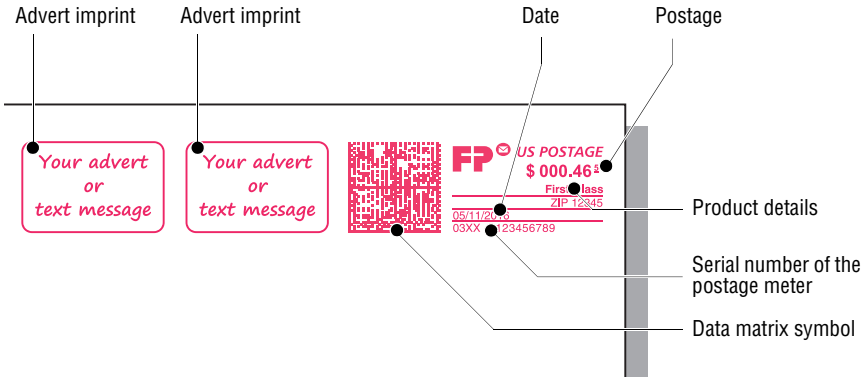 Advert imprint
Advert imprint
Date
Postage
Your advert
or
text message
Your advert
or
text message
FP
US POSTAGE
$ 000.46⁵
First
ZIP 12345
05/11/2016
03XX 123456789
Product details
Serial number of the
postage meter
Data matrix symbol